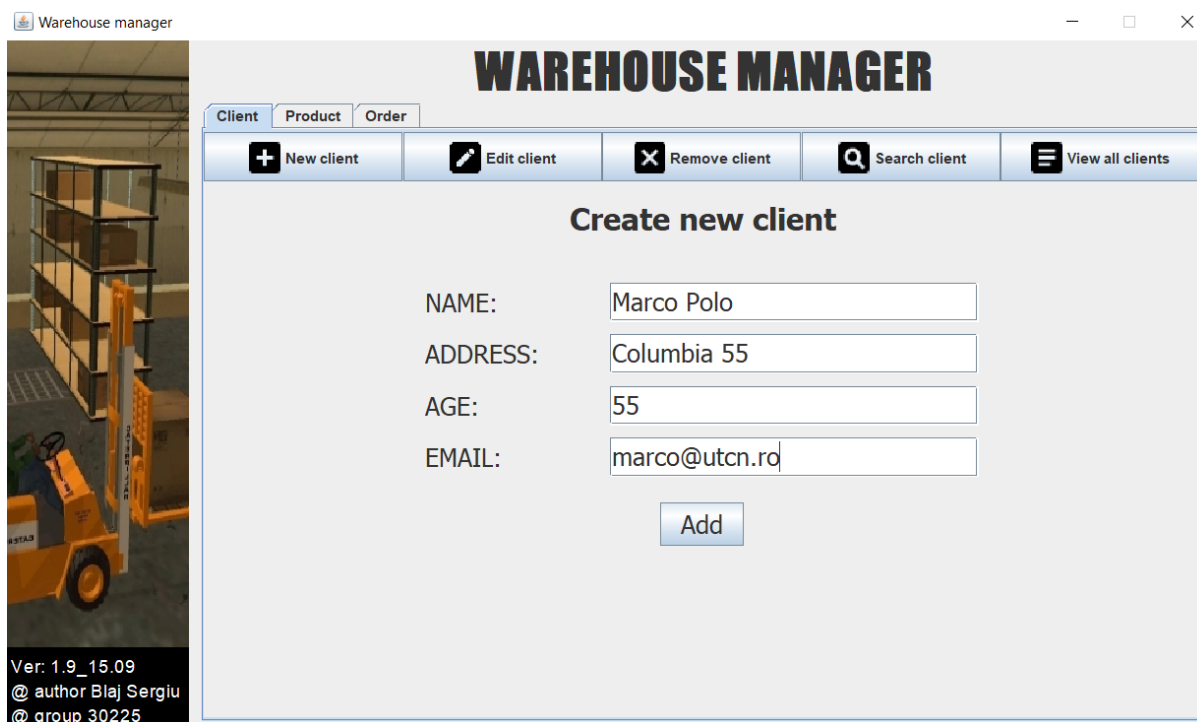 Warehouse manager
WAREHOUSE MANAGER
Client Product Order
New client Edit client Remove client Search client View all clients
Create new client
NAME: Marco Polo
ADDRESS: Columbia 55
AGE: 55
EMAIL: marco@utcn.ro
Add
Ver: 1.9_15.09
@ author Blaj Sergiu
@ group 30225